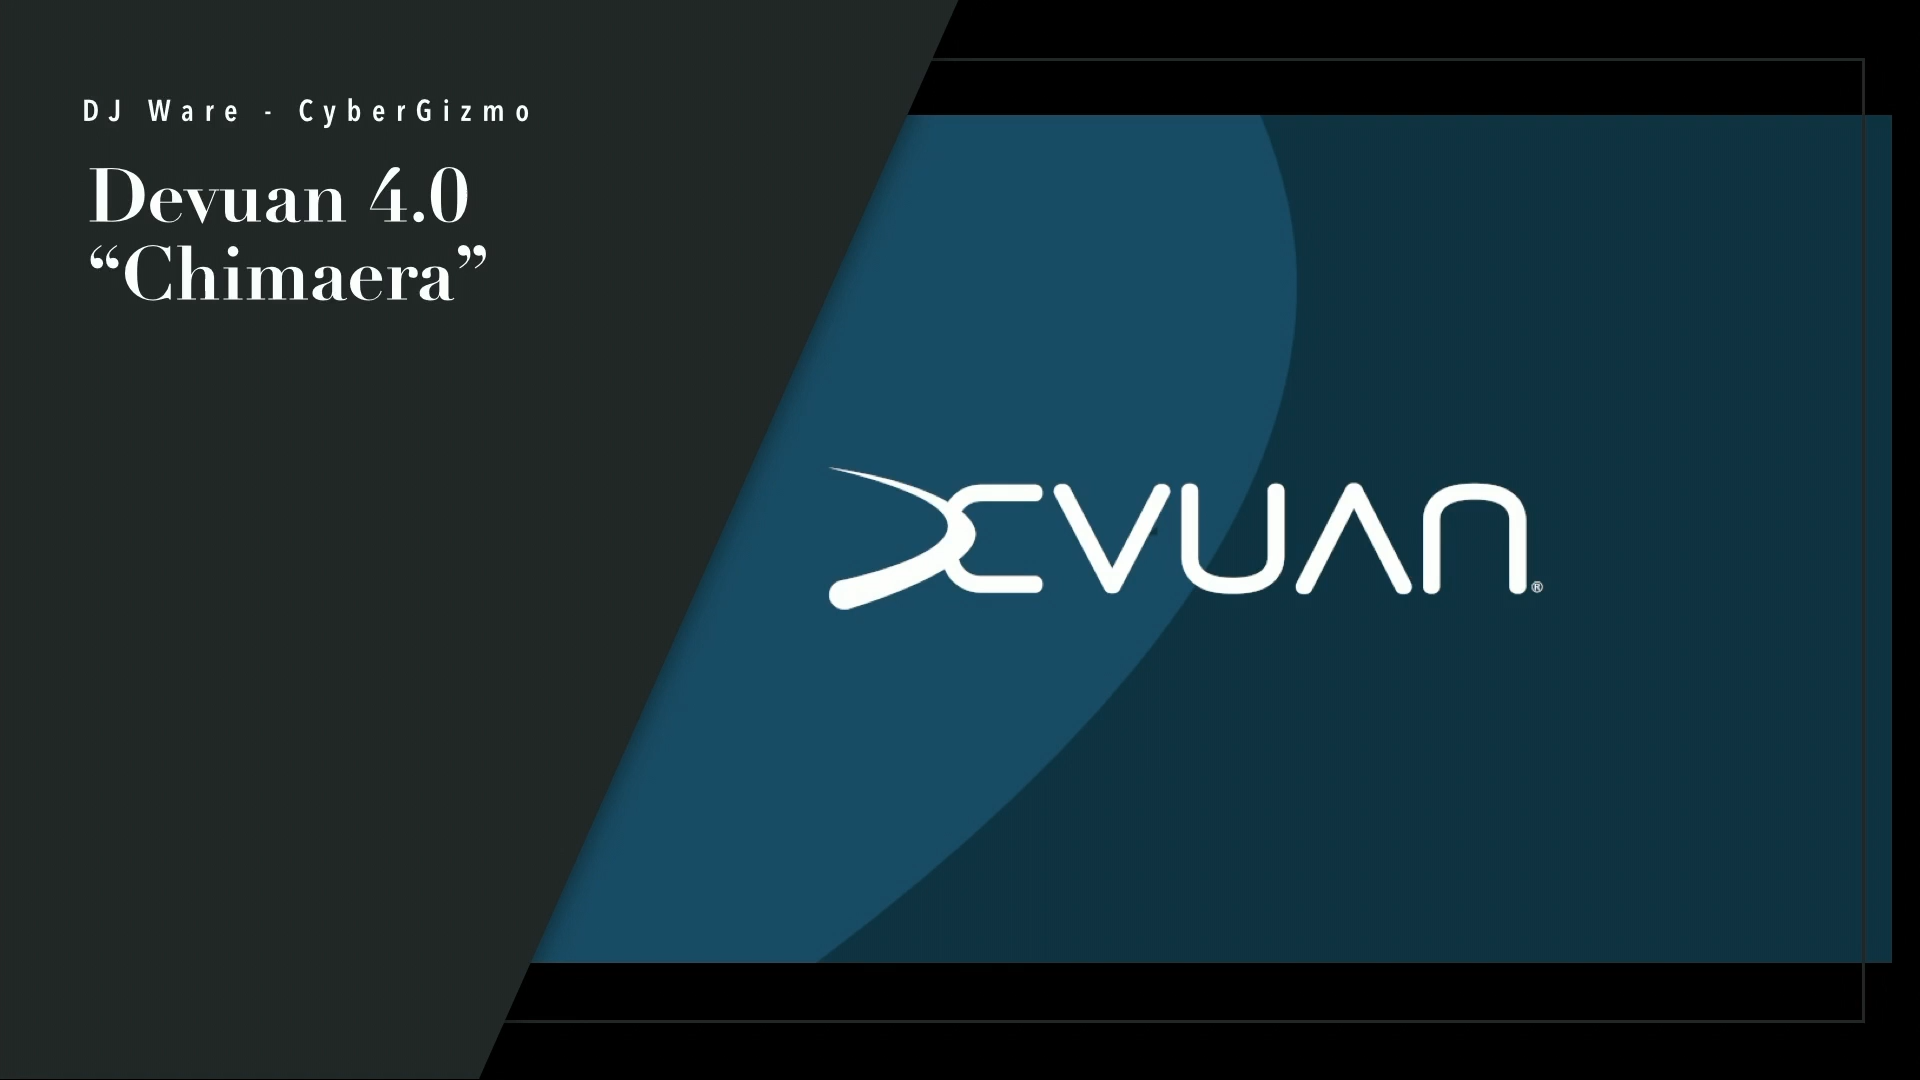 DJ Ware - CyberGizmo
Devuan 4.0
“Chimaera”
DEVUAN®